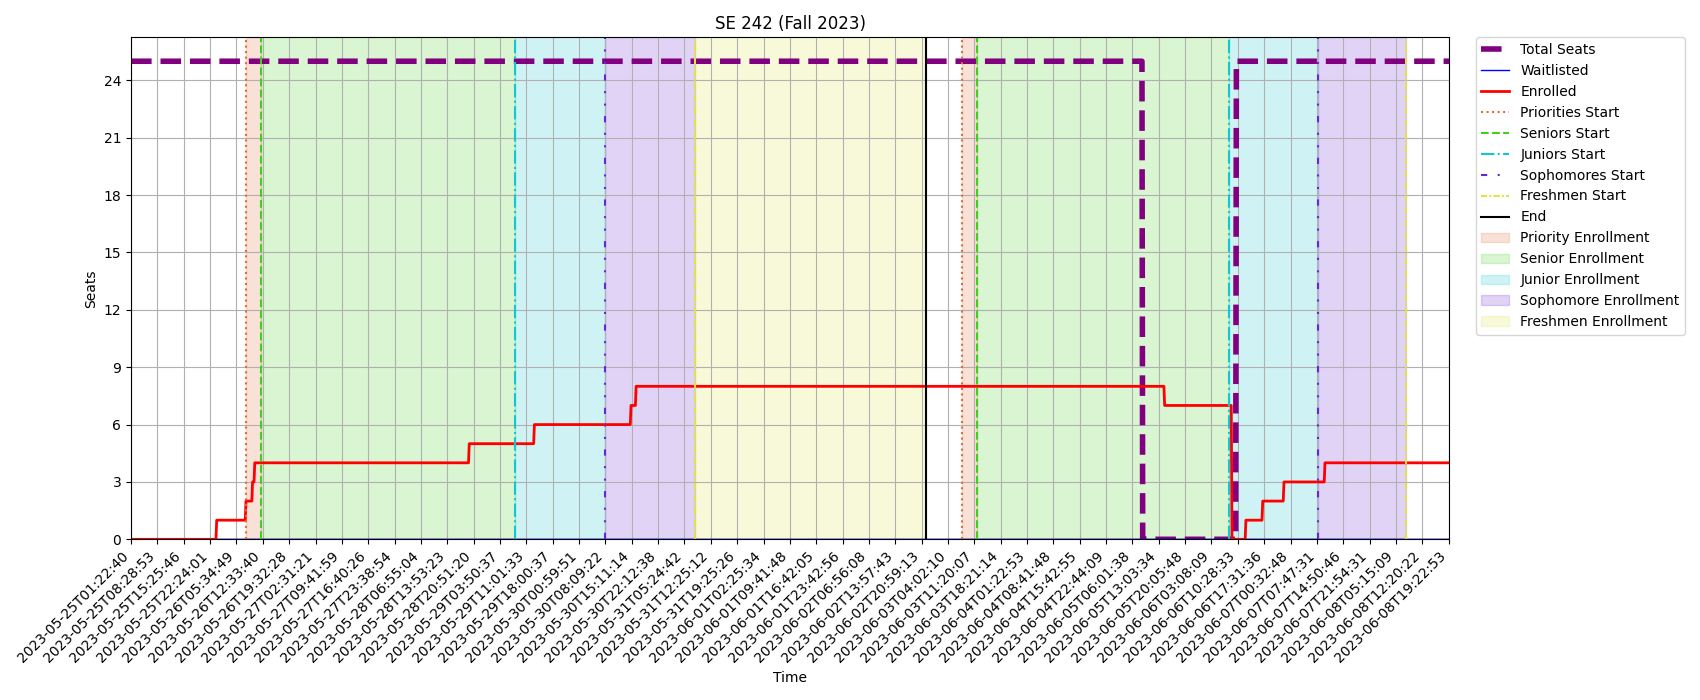 SE 242 (Fall 2023)
Seats
24
21
18
15
12
9
6
3
0
2023-05-25T01:22:40
2023-05-25T08:28:53
2023-05-25T15:25:46
2023-05-25T22:24:01
2023-05-26T05:34:49
2023-05-26T12:33:40
2023-05-26T19:32:28
2023-05-27T02:31:21
2023-05-27T09:41:59
2023-05-27T16:40:26
2023-05-27T23:38:54
2023-05-28T06:55:04
2023-05-28T13:53:23
2023-05-28T20:51:20
2023-05-29T03:50:37
2023-05-29T11:01:33
2023-05-29T18:00:37
2023-05-30T00:59:51
2023-05-30T08:09:22
2023-05-30T15:11:14
2023-05-30T22:12:38
2023-05-31T05:24:42
2023-05-31T12:25:12
2023-05-31T19:25:26
2023-06-01T02:25:34
2023-06-01T09:41:48
2023-06-01T16:42:05
2023-06-01T23:42:56
2023-06-02T06:56:08
2023-06-02T13:57:43
2023-06-02T20:59:13
2023-06-03T04:02:10
2023-06-03T11:20:07
2023-06-03T18:21:14
2023-06-04T01:22:53
2023-06-04T08:41:48
2023-06-04T15:42:55
2023-06-04T22:44:09
2023-06-05T06:01:38
2023-06-05T13:03:34
2023-06-05T20:05:48
2023-06-06T03:08:09
2023-06-06T10:28:33
2023-06-06T17:31:36
2023-06-07T00:32:48
2023-06-07T07:47:31
2023-06-07T14:50:46
2023-06-07T21:54:31
2023-06-08T05:15:09
2023-06-08T12:20:22
2023-06-08T19:22:53
Time
Total Seats
Waitlisted
Enrolled
Priorities Start
Seniors Start
Juniors Start
Sophomores Start
Freshmen Start
End
Priority Enrollment
Senior Enrollment
Junior Enrollment
Sophomore Enrollment
Freshmen Enrollment